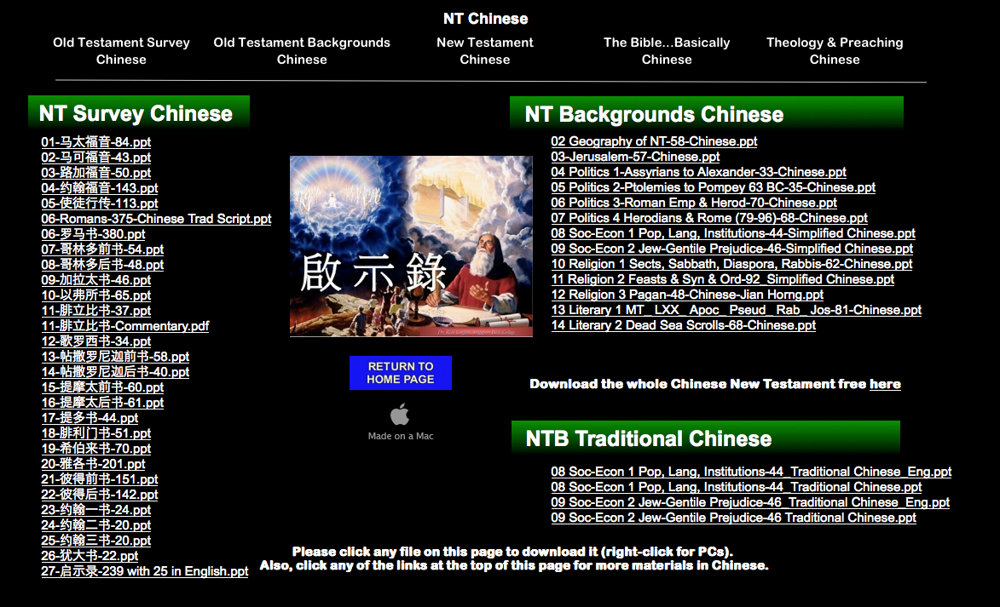 NT Chinese
Old Testament Survey Chinese
Old Testament Backgrounds Chinese
New Testament Chinese
The Bible...Basically Chinese
Theology & Preaching Chinese
NT Survey Chinese
01-马太福音-84.ppt
02-马可福音-43.ppt
03-路加福音-50.ppt
04-约翰福音-143.ppt
05-使徒行传-113.ppt
06-Romans-375-Chinese Trad Script.ppt
06-罗马书-380.ppt
07-哥林多前书-54.ppt
08-哥林多后书-48.ppt
09-加拉太书-46.ppt
10-以弗所书-65.ppt
11-腓立比书-37.ppt
11-腓立比书-Commentary.pdf
12-歌罗西书-34.ppt
13-帖撒罗尼迦前书-58.ppt
14-帖撒罗尼迦后书-40.ppt
15-提摩太前书-60.ppt
16-提摩太后书-61.ppt
17-提多书-44.ppt
18-腓利门书-51.ppt
19-希伯来书-70.ppt
20-雅各书-201.ppt
21-彼得前书-151.ppt
22-彼得后书-142.ppt
23-约翰一书-24.ppt
24-约翰二书-20.ppt
25-约翰三书-20.ppt
26-犹大书-22.ppt
27-启示录-239 with 25 in English.ppt
啟示錄
RETURN TO
HOME PAGE
Made on a Mac
NT Backgrounds Chinese
02 Geography of NT-58-Chinese.ppt
03-Jerusalem-57-Chinese.ppt
04 Politics 1-Assyrians to Alexander-33-Chinese.ppt
05 Politics 2-Ptolemies to Pompey 63 BC-35-Chinese.ppt
06 Politics 3-Roman Emp & Herod-70-Chinese.ppt
07 Politics 4 Herodians & Rome (79-96)-68-Chinese.ppt
08 Soc-Econ 1 Pop, Lang, Institutions-44-Simplified Chinese.ppt
09 Soc-Econ 2 Jew-Gentile Prejudice-46-Simplified Chinese.ppt
10 Religion 1 Sects, Sabbath, Diaspora, Rabbis-62-Chinese.ppt
11 Religion 2 Feasts & Syn & Ord-92_Simplified Chinese.ppt
12 Religion 3 Pagan-48-Chinese-Jian Horng.ppt
13 Literary 1 MT_ LXX_ Apoc_ Pseud_ Rab_ Jos-81-Chinese.ppt
14 Literary 2 Dead Sea Scrolls-68-Chinese.ppt
Download the whole Chinese New Testament free here
NTB Traditional Chinese
08 Soc-Econ 1 Pop, Lang, Institutions-44_Traditional Chinese_Eng.ppt
08 Soc-Econ 1 Pop, Lang, Institutions-44_Traditional Chinese.ppt
09 Soc-Econ 2 Jew-Gentile Prejudice-46_Traditional Chinese_Eng.ppt
09 Soc-Econ 2 Jew-Gentile Prejudice-46 Traditional Chinese.ppt
Please click any file on this page to download it (right-click for PCs).
Also, click any of the links at the top of this page for more materials in Chinese.